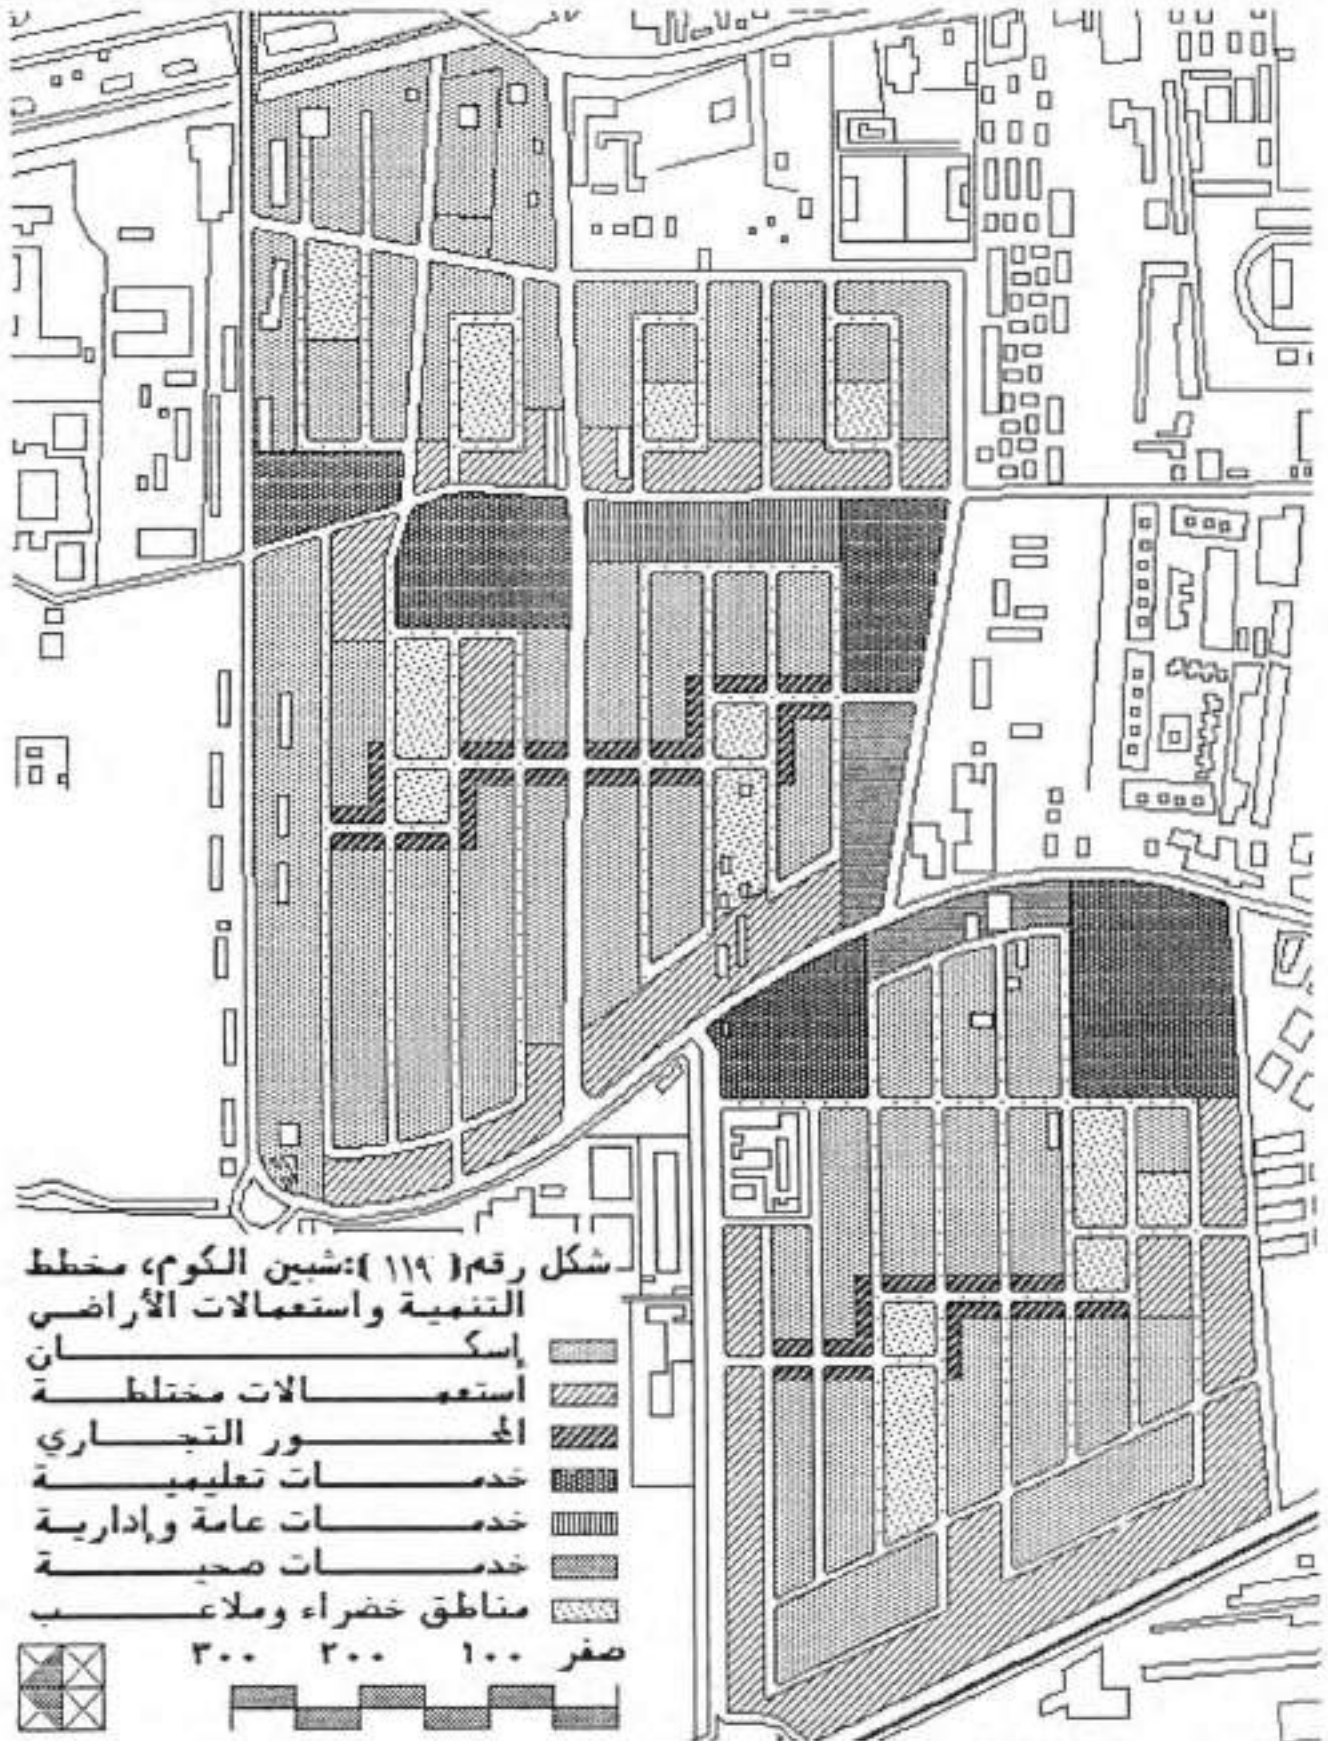 شكل رقم( ١١٩ ):شبين الكوم، مخطط
التنمية واستعمالات الأراضي
إسكان
أستعمالات مختلطة
المحور التجاري
خدمات تعليمية
خدمات عامة وإدارية
خدمات صحية
مناطق خضراء وملاعب
صفر ١٠٠ ٢٠٠ ٣٠٠